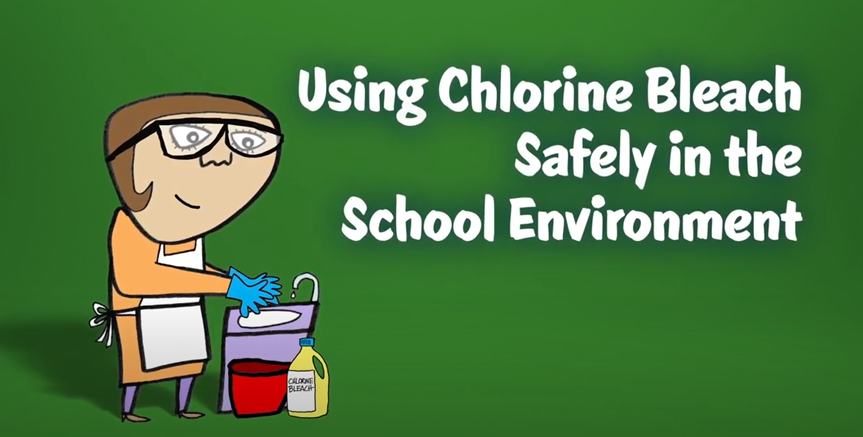 Using Chlorine Bleach
Safely in the
School Environment
CHLORINE
BLEACH